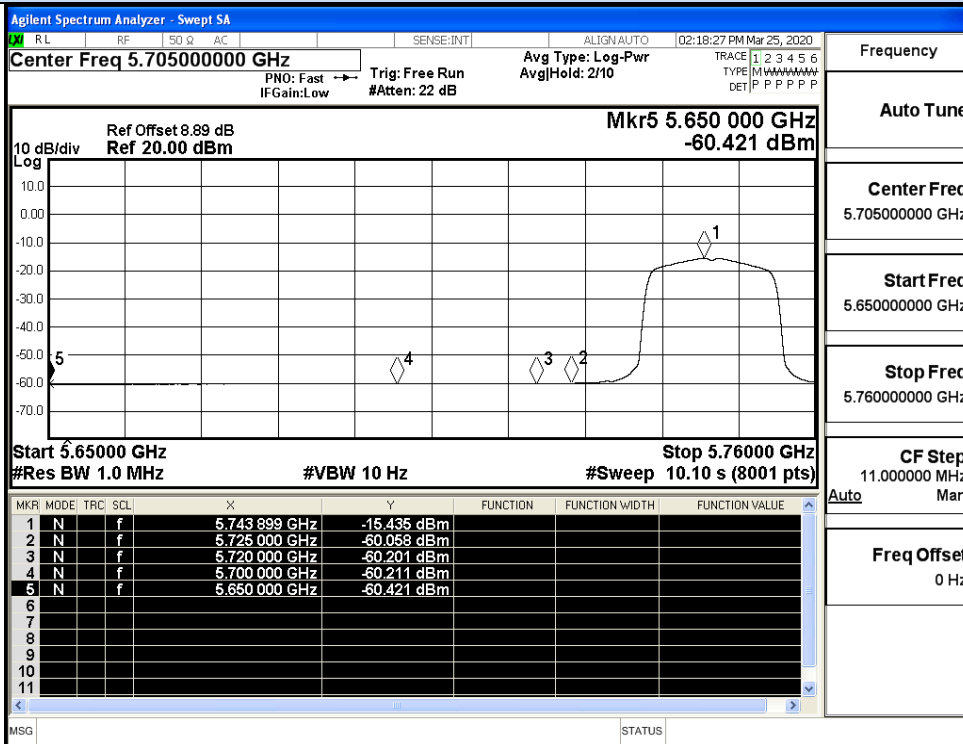 Agilent Spectrum Analyzer - Swept SA
LXI RL RF 50 Ω AC SENSE:INT ALIGNAUTO 02:18:27 PM Mar 25, 2020
Center Freq 5.705000000 GHz
PNO: Fast
IFGain:Low
Trig: Free Run
#Atten: 22 dB
Avg Type: Log-Pwr
Avg|Hold: 2/10
TRACE 1 2 3 4 5 6
TYPE M W W W W W
DET P P P P P P
Mkr5 5.650 000 GHz
-60.421 dBm
Ref Offset 8.89 dB
10 dB/div Ref 20.00 dBm
Log
10.0
0.00
-10.0
-20.0
-30.0
-40.0
-50.0
-60.0
-70.0
1
5
4
3
2
Start 5.65000 GHz Stop 5.76000 GHz
#Res BW 1.0 MHz #VBW 10 Hz #Sweep 10.10 s (8001 pts)
MKR MODE TRC SCL X Y FUNCTION FUNCTION WIDTH FUNCTION VALUE
1 N f 5.743 899 GHz -15.435 dBm
2 N f 5.725 000 GHz -60.058 dBm
3 N f 5.720 000 GHz -60.201 dBm
4 N f 5.700 000 GHz -60.211 dBm
5 N f 5.650 000 GHz -60.421 dBm
6
7
8
9
10
11
MSG STATUS
Frequency
Auto Tune
Center Freq
5.705000000 GHz
Start Freq
5.650000000 GHz
Stop Freq
5.760000000 GHz
CF Step
11.000000 MHz
Auto Man
Freq Offset
0 Hz